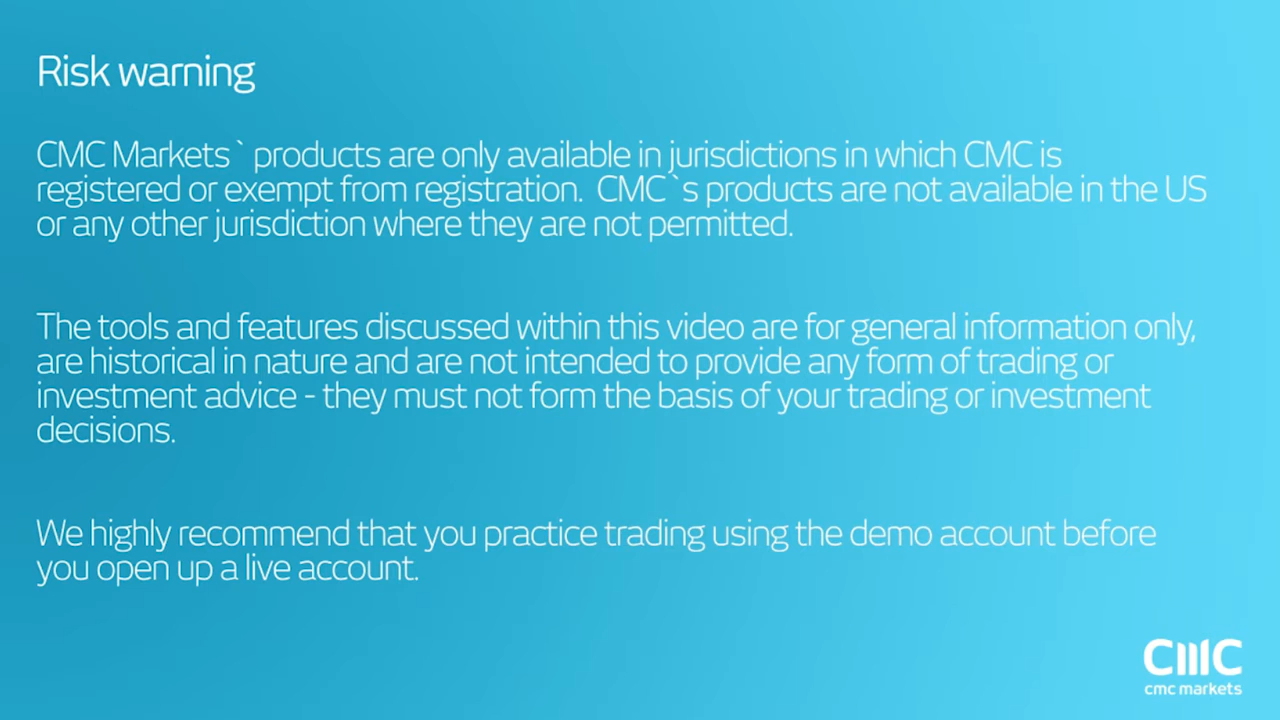 Risk warning
CMC Markets` products are only available in jurisdictions in which CMC is
registered or exempt from registration.  CMC`s products are not available in the US
or any other jurisdiction where they are not permitted.
The tools and features discussed within this video are for general information only,
are historical in nature and are not intended to provide any form of trading or
investment advice - they must not form the basis of your trading or investment
decisions.
We highly recommend that you practice trading using the demo account before
you open up a live account.
CMC
cmc markets